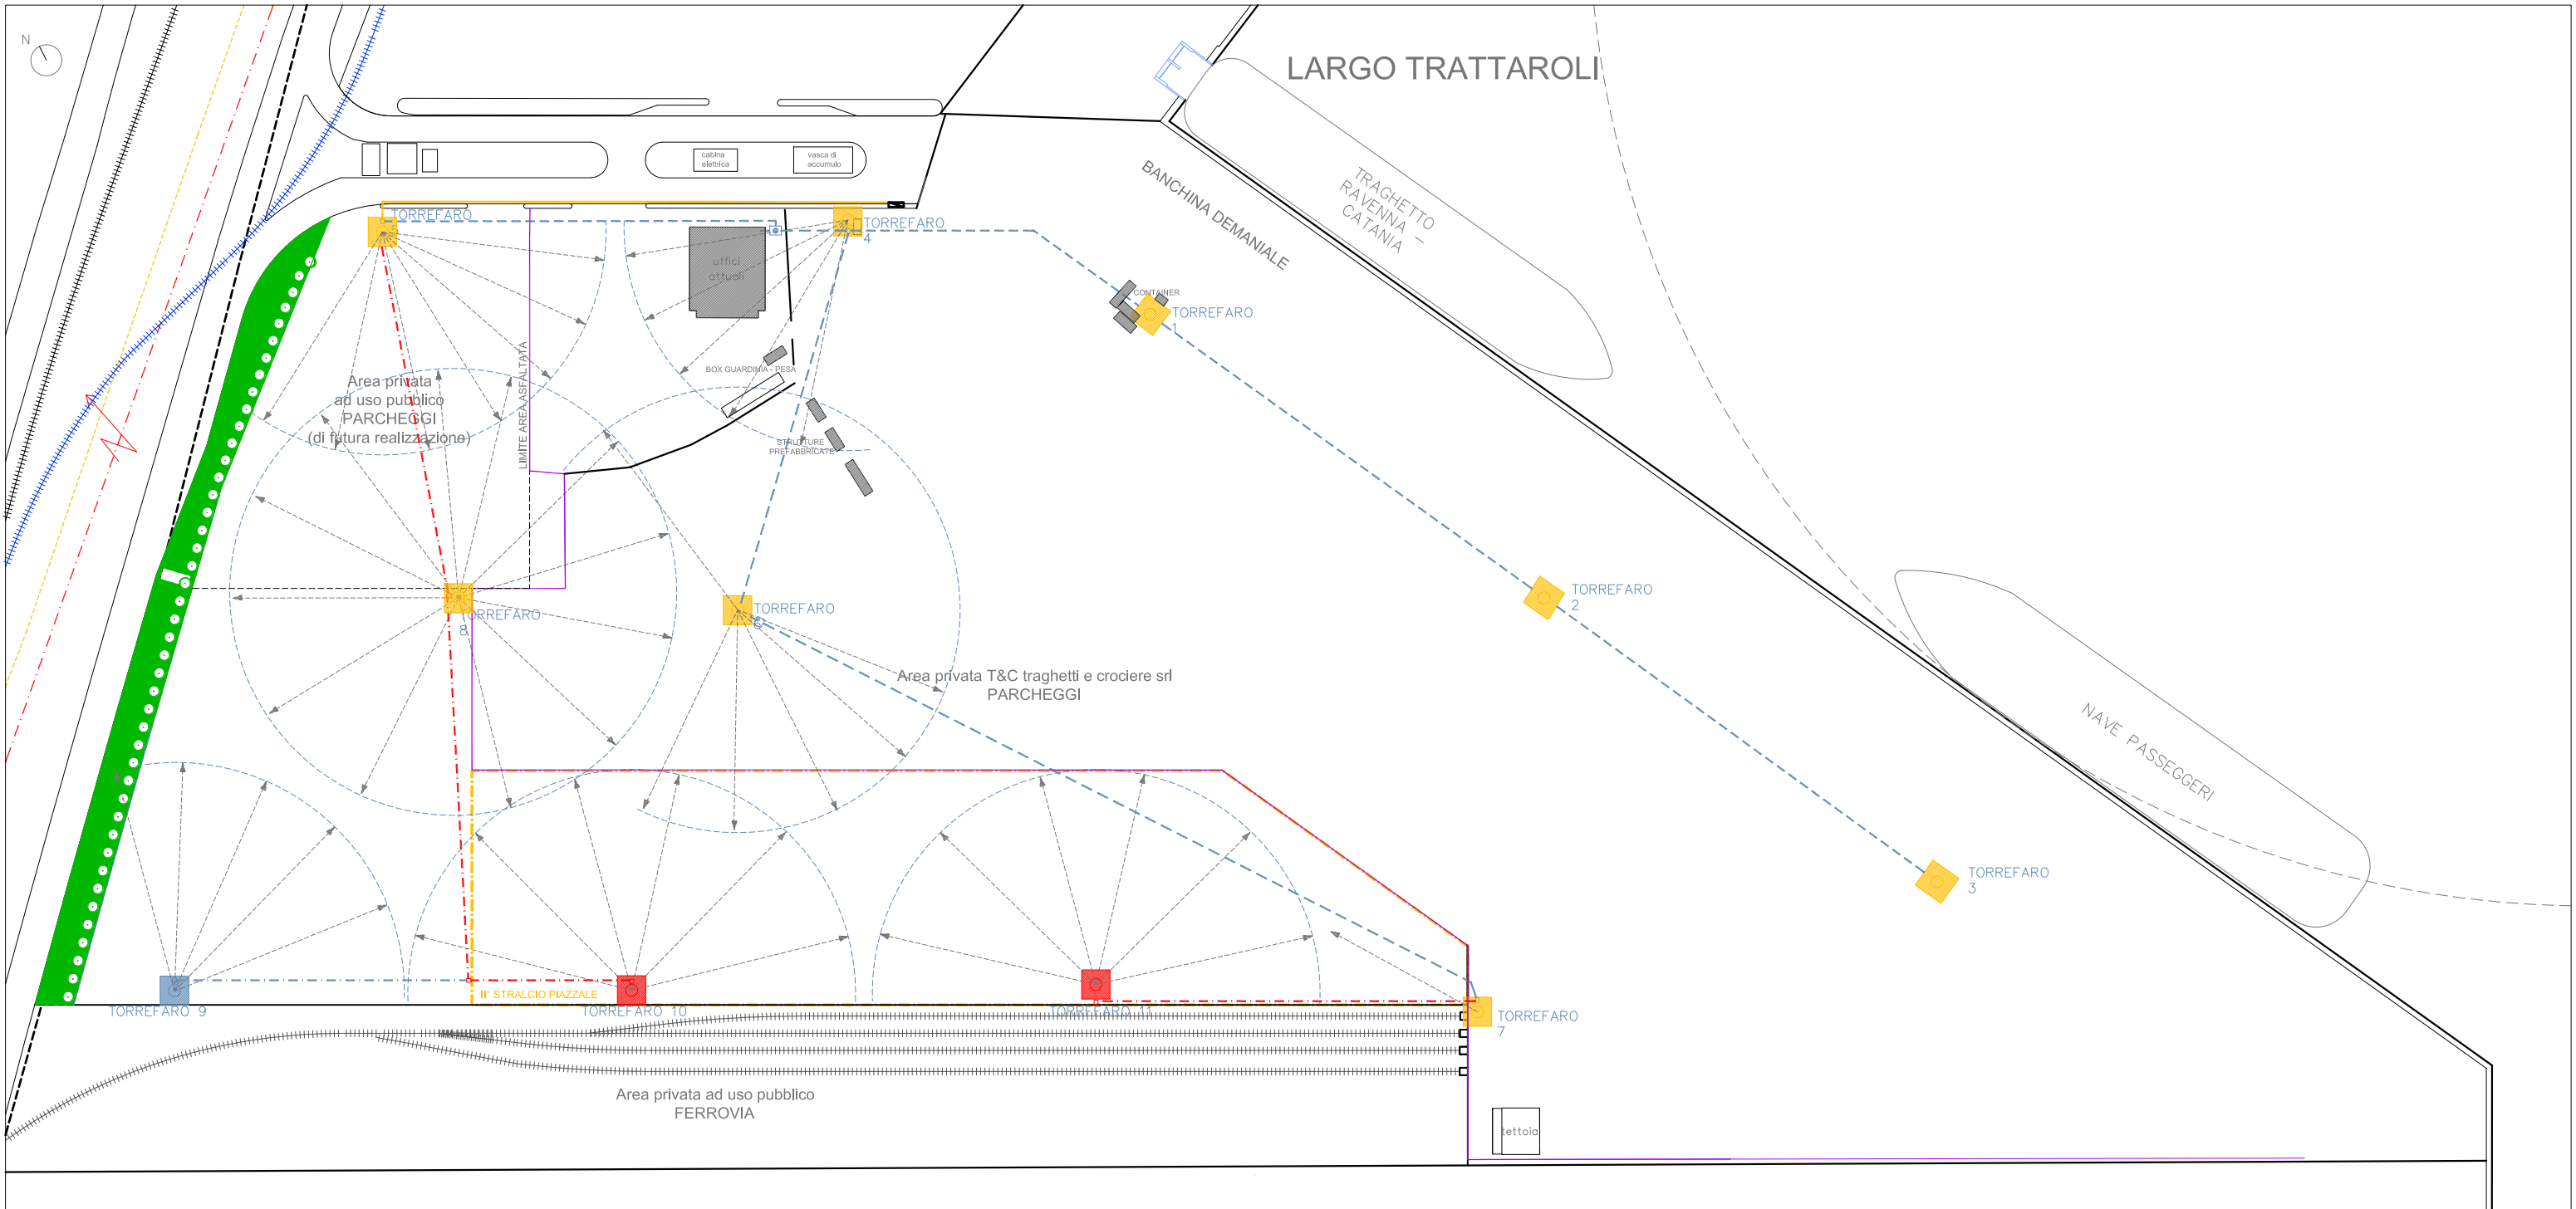 N
LARGO TRATTAROLI
cabina
elettrica
vasca di
accumulo
TRAGHETTO
RAVENNA –
CATANIA
BANCHINA DEMANIALE
TORREFARO
TORREFARO
4
uffici
attuali
CONTAINER
TORREFARO
1
LIMITE AREA ASFALTATA
BOX GUARDINIA - PESA
Area privata
ad uso pubblico
PARCHEGGI
(di futura realizzazione)
STRUTTURE
PREFABBRICATE
TORREFARO
2
TORREFARO
8
TORREFARO
6
Area privata T&C traghetti e crociere srl
PARCHEGGI
NAVE PASSEGGERI
TORREFARO
3
II° STRALCIO PIAZZALE
TORREFARO 9
TORREFARO 10
TORREFARO 11
TORREFARO
7
Area privata ad uso pubblico
FERROVIA
tettoia